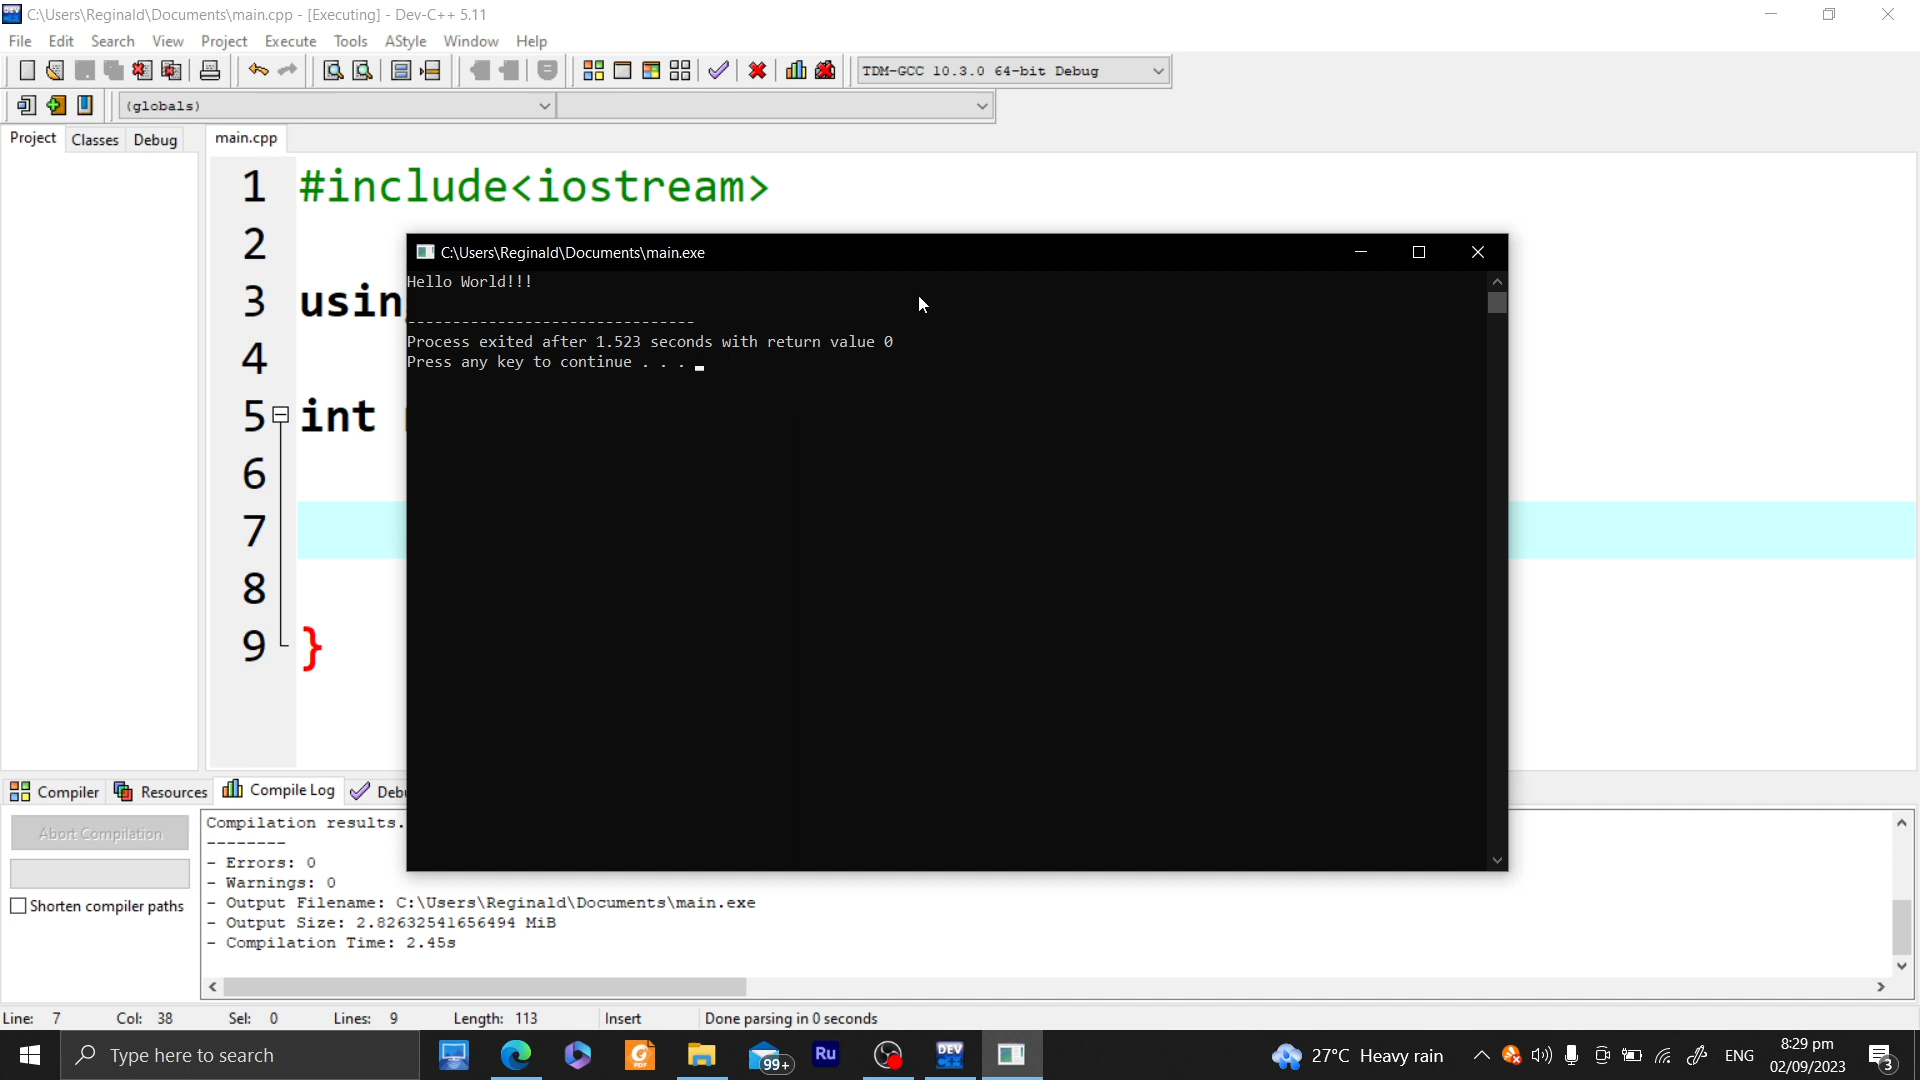 C:\Users\Reginald\Documents\main.cpp - [Executing] - Dev-C++ 5.11
File Edit Search View Project Execute Tools AStyle Window Help
TDM-GCC 10.3.0 64-bit Debug
(globals)
Project Classes Debug main.cpp
1 #include<iostream>
2
C:\Users\Reginald\Documents\main.exe
Hello World!!!
3 usin
--------------------------------
Process exited after 1.523 seconds with return value 0
Press any key to continue . . .
4
5 int
6
7
8
9 }
Compiler Resources Compile Log
Abort Compilation
Shorten compiler paths
Compilation results.
--------
- Errors: 0
- Warnings: 0
- Output Filename: C:\Users\Reginald\Documents\main.exe
- Output Size: 2.82632541656494 MiB
- Compilation Time: 2.45s
Line: 7 Col: 38 Sel: 0 Lines: 9 Length: 113 Insert Done parsing in 0 seconds
Type here to search
99+
Ru
DEV
27°C Heavy rain
ENG
8:29 pm
02/09/2023
3